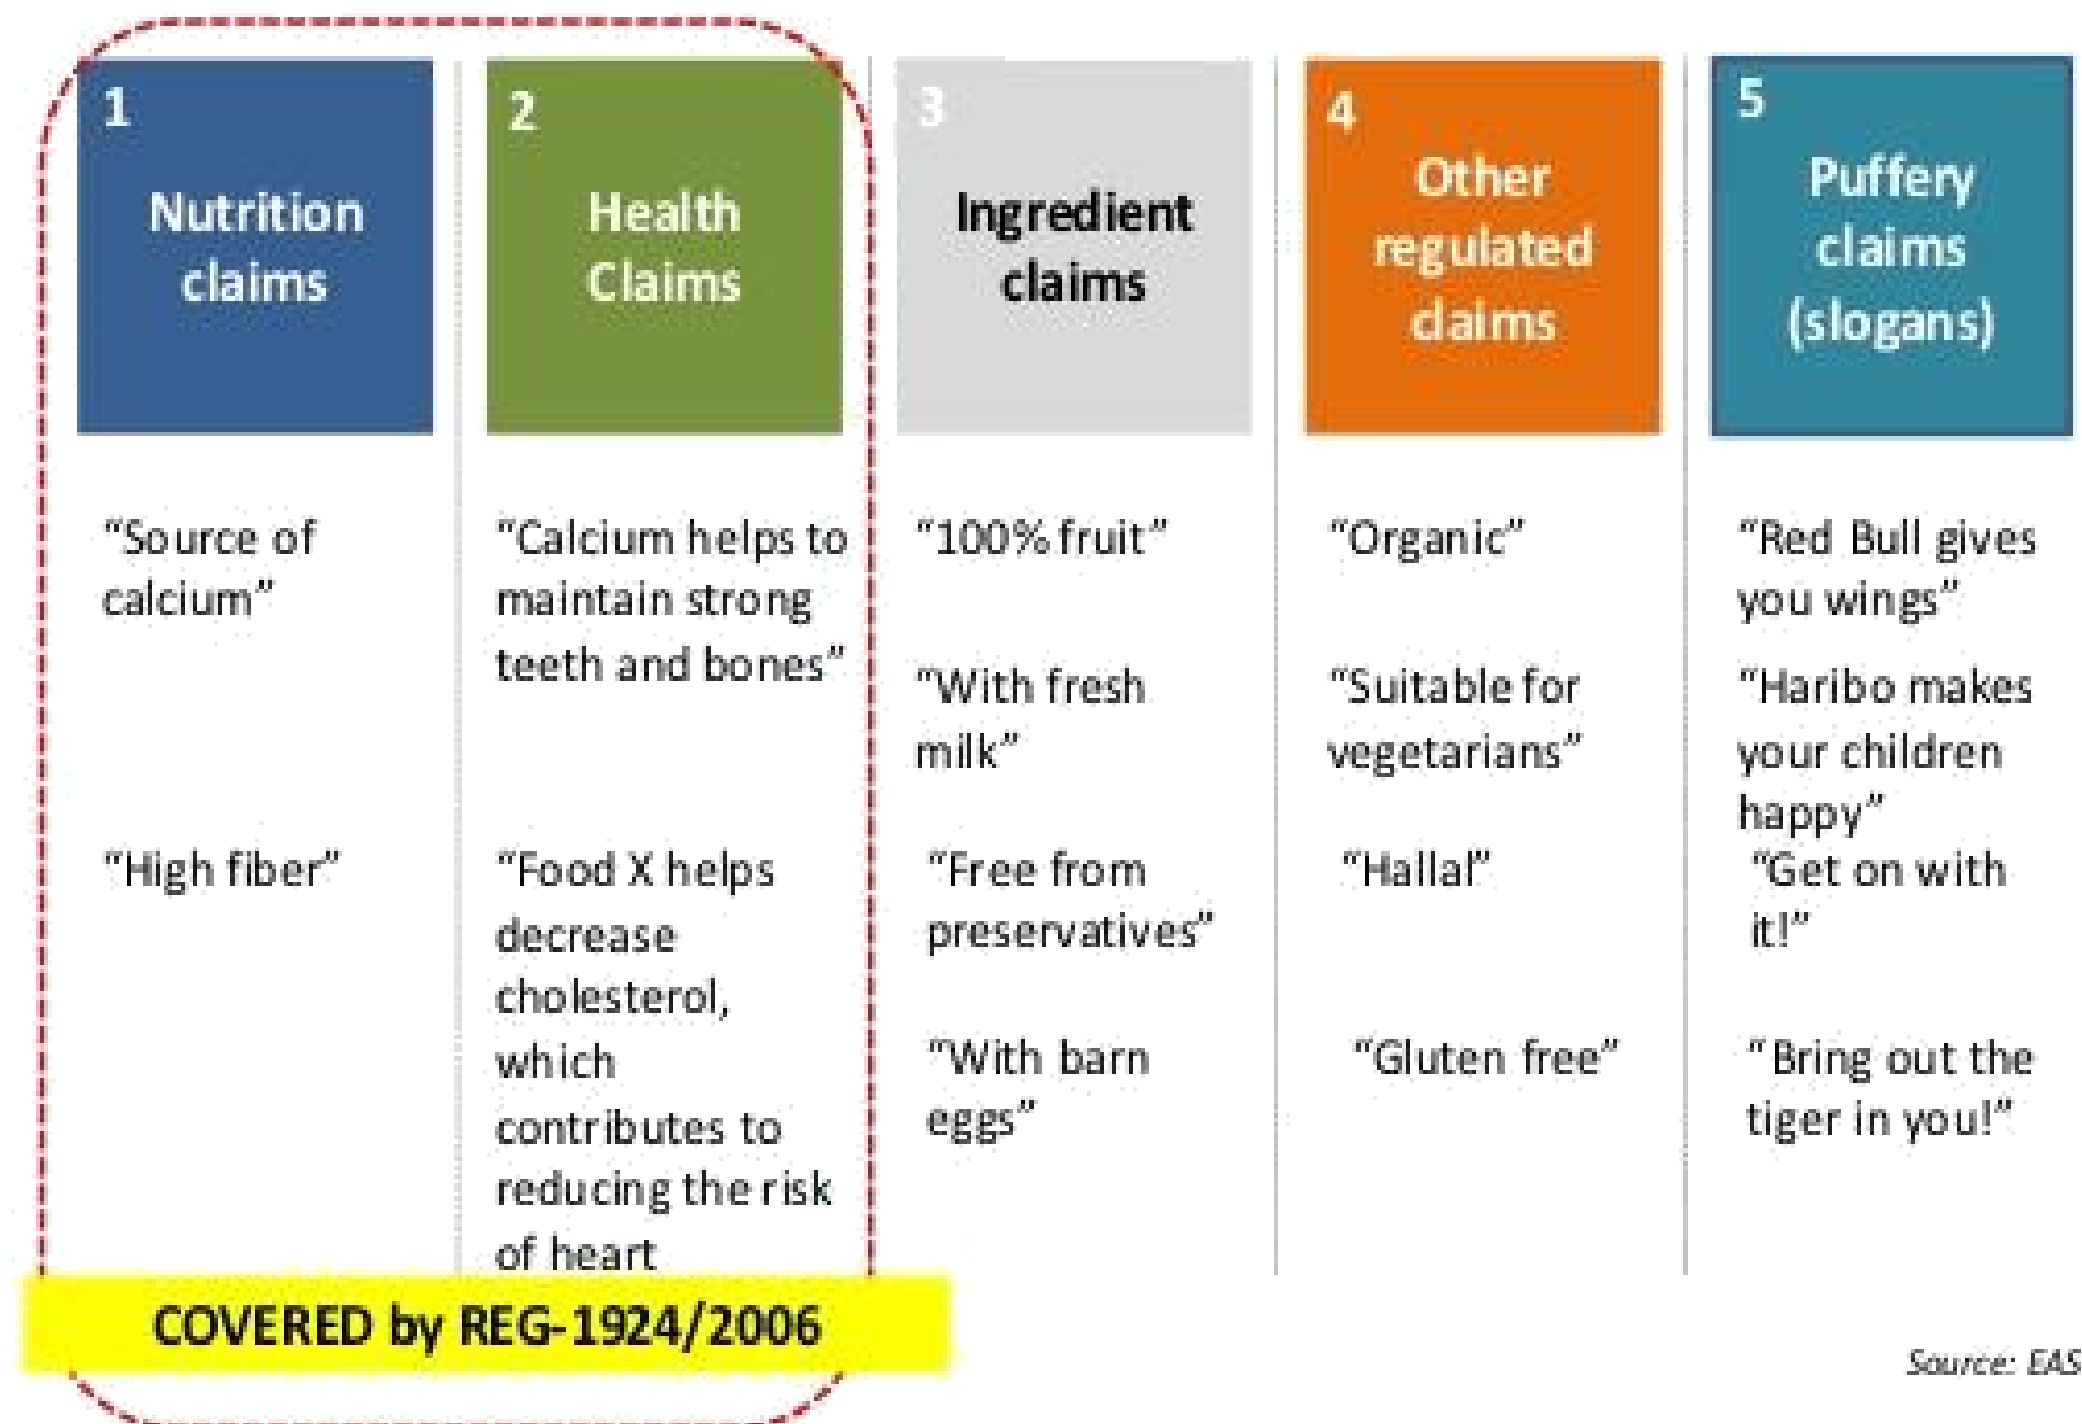 1
Nutrition
claims
“Source of
calcium”
“High fiber”
2
Health
Claims
“Calcium helps to
maintain strong
teeth and bones”
“Food X helps
decrease
cholesterol,
which
contributes to
reducing the risk
of heart
3
Ingredient
claims
“100% fruit”
“With fresh
milk”
“Free from
preservatives”
“With barn
eggs”
4
Other
regulated
claims
“Organic”
“Suitable for
vegetarians”
“Hallal”
“Gluten free”
5
Puffery
claims
(slogans)
“Red Bull gives
you wings”
“Haribo makes
your children
happy”
“Get on with
it!”
“Bring out the
tiger in you!”
COVERED by REG-1924/2006
Source: EAS